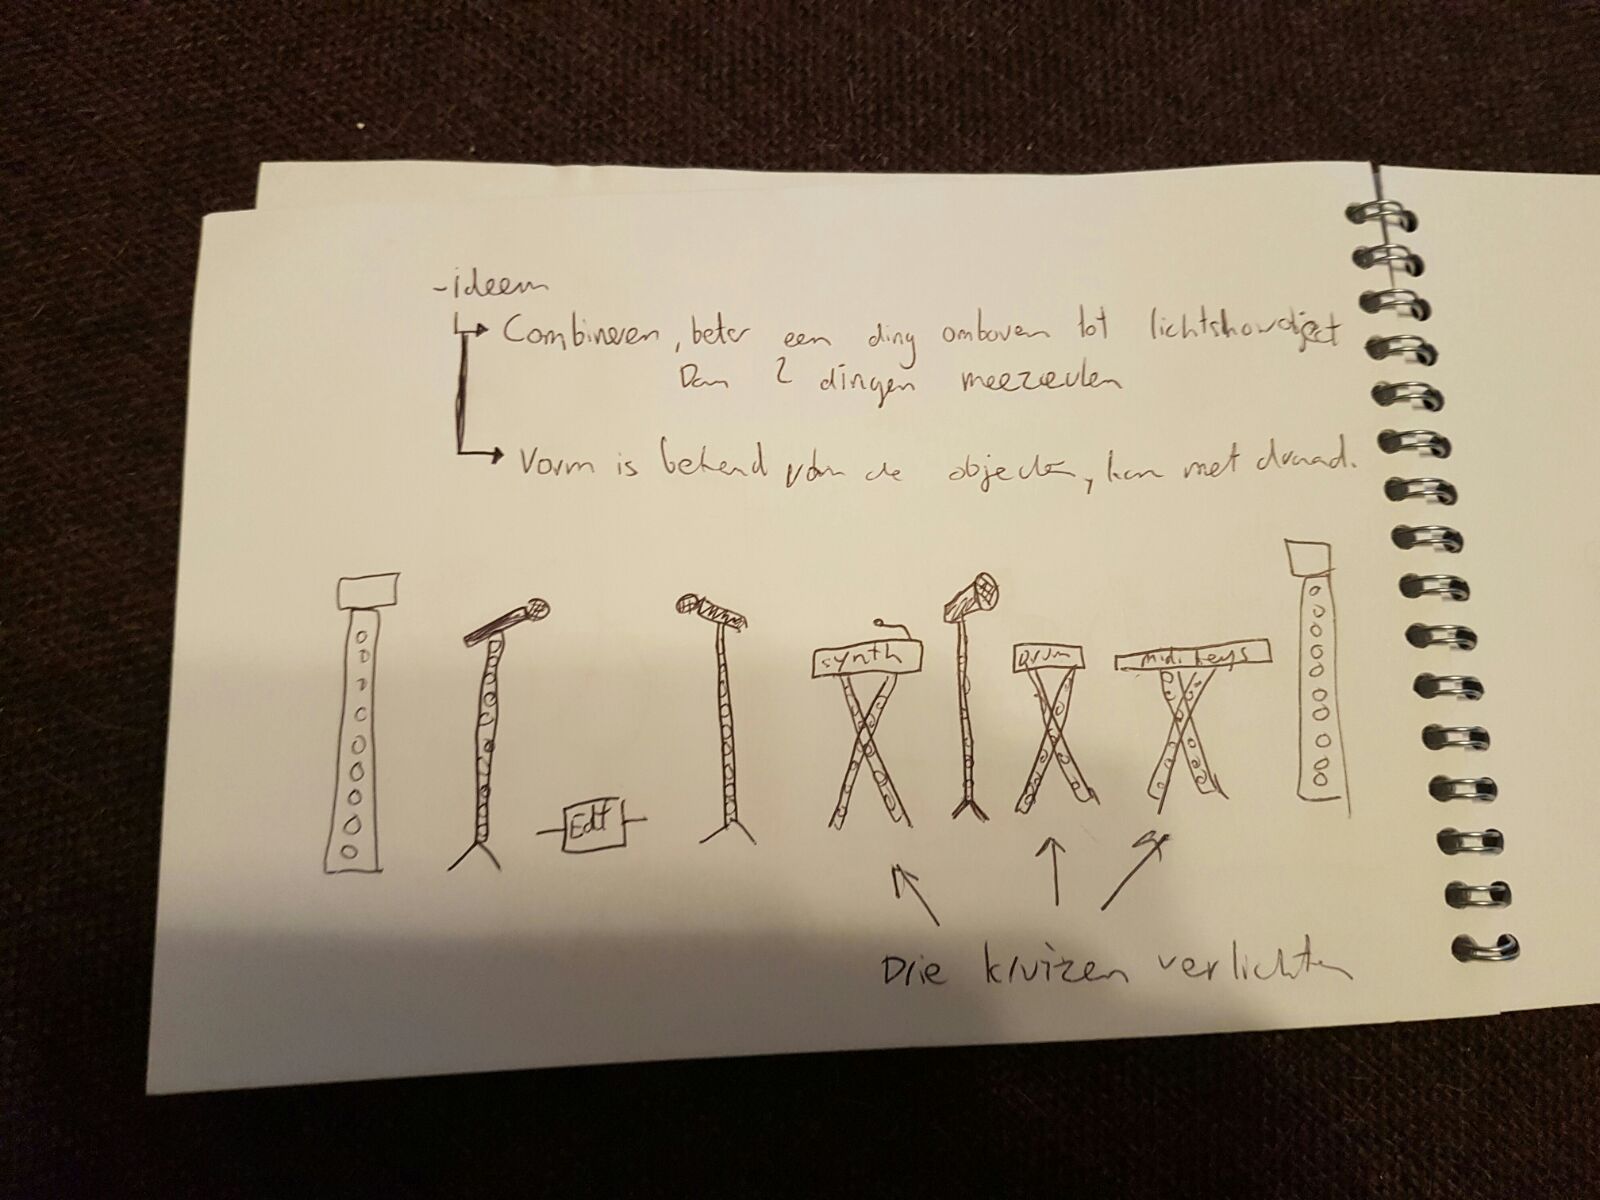 -ideeen
Combineren, beter een ding ombouwen tot lichtshowobject
Dan 2 dingen meezeulen
Vorm is bekend van de objecten, kan met draad.
synth
Drum
midi keys
Edit
Drie kruizen verlichten